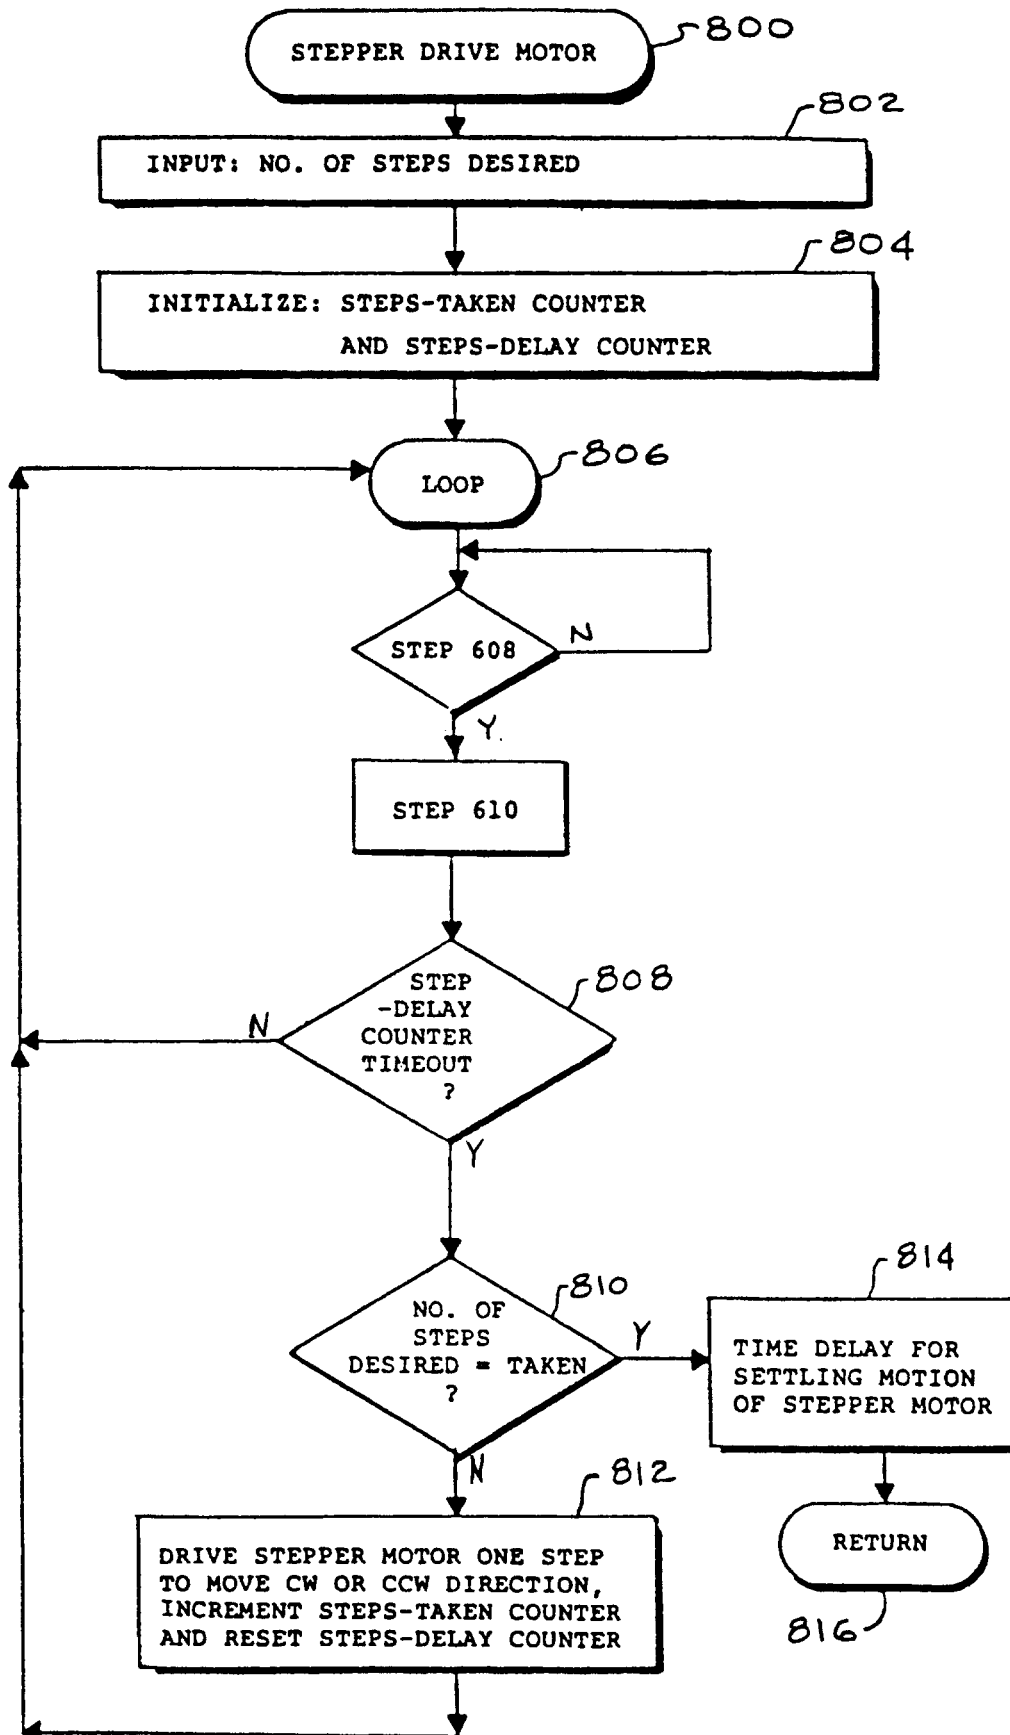 STEPPER DRIVE MOTOR
800
802
INPUT: NO. OF STEPS DESIRED
804
INITIALIZE: STEPS-TAKEN COUNTER
AND STEPS-DELAY COUNTER
806
LOOP
STEP 608
N
Y.
STEP 610
808
STEP
-DELAY
COUNTER
TIMEOUT
?
N
Y
810
NO. OF
STEPS
DESIRED = TAKEN
?
Y
N
814
TIME DELAY FOR
SETTLING MOTION
OF STEPPER MOTOR
812
DRIVE STEPPER MOTOR ONE STEP
TO MOVE CW OR CCW DIRECTION,
INCREMENT STEPS-TAKEN COUNTER
AND RESET STEPS-DELAY COUNTER
RETURN
816